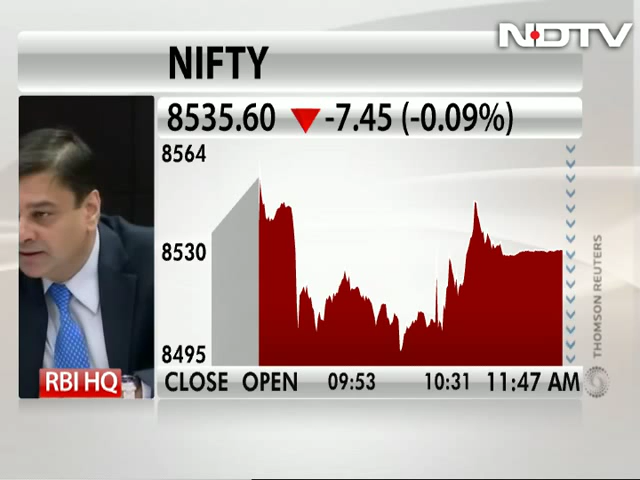 NDTV
NIFTY
8535.60 ▼ -7.45 (-0.09%)
8564
8530
8495
CLOSE OPEN 09:53 10:31 11:47 AM
RBI HQ
THOMSON REUTERS